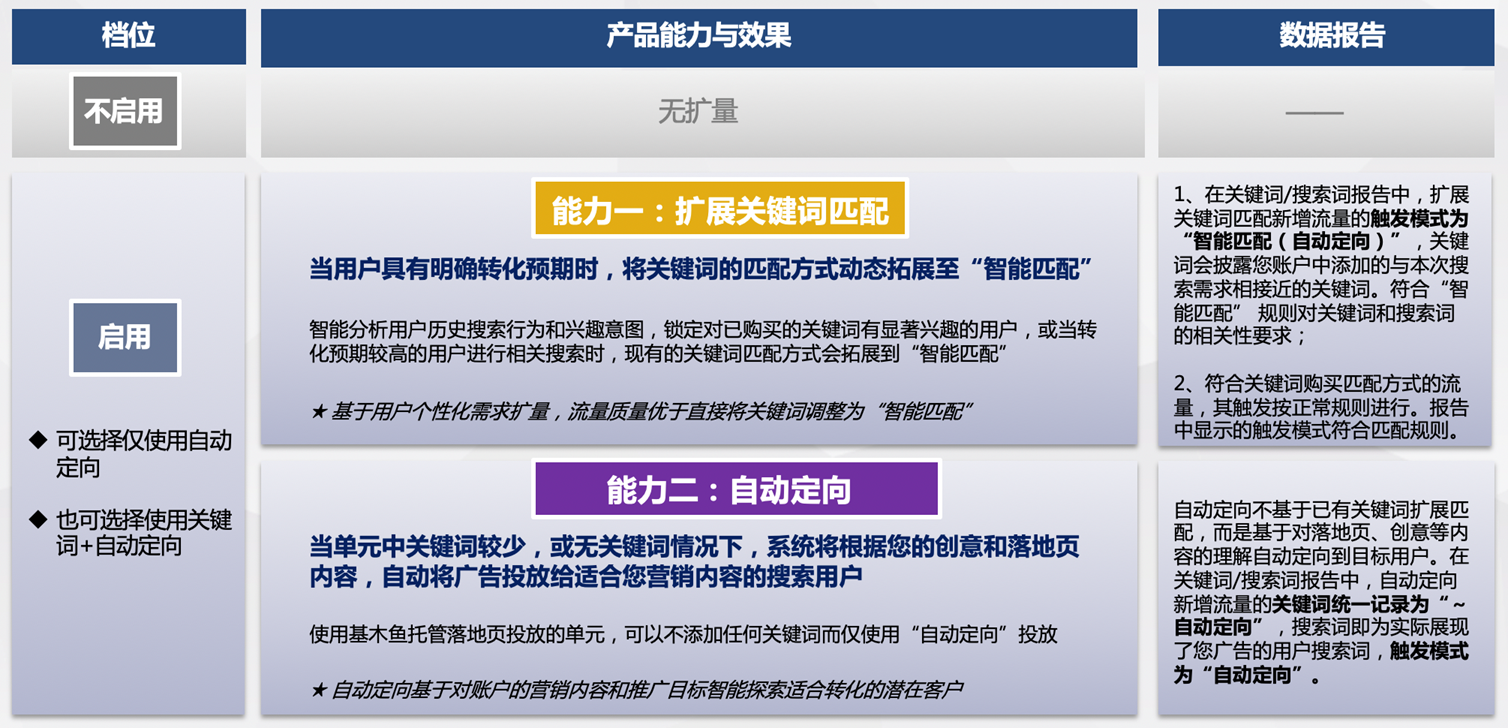 档位
产品能力与效果
数据报告
不启用
无扩量
——
启用
◆ 可选择仅使用自动
定向
◆ 也可选择使用关键
词+自动定向
能力一：扩展关键词匹配
当用户具有明确转化预期时，将关键词的匹配方式动态拓展至“智能匹配”
智能分析用户历史搜索行为和兴趣意图，锁定对已购买的关键词有显著兴趣的用户，或当转
化预期较高的用户进行相关搜索时，现有的关键词匹配方式会拓展到“智能匹配”
★ 基于用户个性化需求扩量，流量质量优于直接将关键词调整为“智能匹配”
1、在关键词/搜索词报告中，扩展
关键词匹配新增流量的触发模式为
“智能匹配（自动定向）”，关键
词会披露您账户中添加的与本次搜
索需求相接近的关键词。符合“智
能匹配” 规则对关键词和搜索词
的相关性要求；
2、符合关键词购买匹配方式的流
量，其触发按正常规则进行。报告
中显示的触发模式符合匹配规则。
能力二：自动定向
当单元中关键词较少，或无关键词情况下，系统将根据您的创意和落地页
内容，自动将广告投放给适合您营销内容的搜索用户
使用基木鱼托管落地页投放的单元，可以不添加任何关键词而仅使用“自动定向”投放
★ 自动定向基于对账户的营销内容和推广目标智能探索适合转化的潜在客户
自动定向不基于已有关键词扩展匹
配，而是基于对落地页、创意等内
容的理解自动定向到目标用户。在
关键词/搜索词报告中，自动定向
新增流量的关键词统一记录为“～
自动定向”，搜索词即为实际展现
了您广告的用户搜索词，触发模式
为“自动定向”。